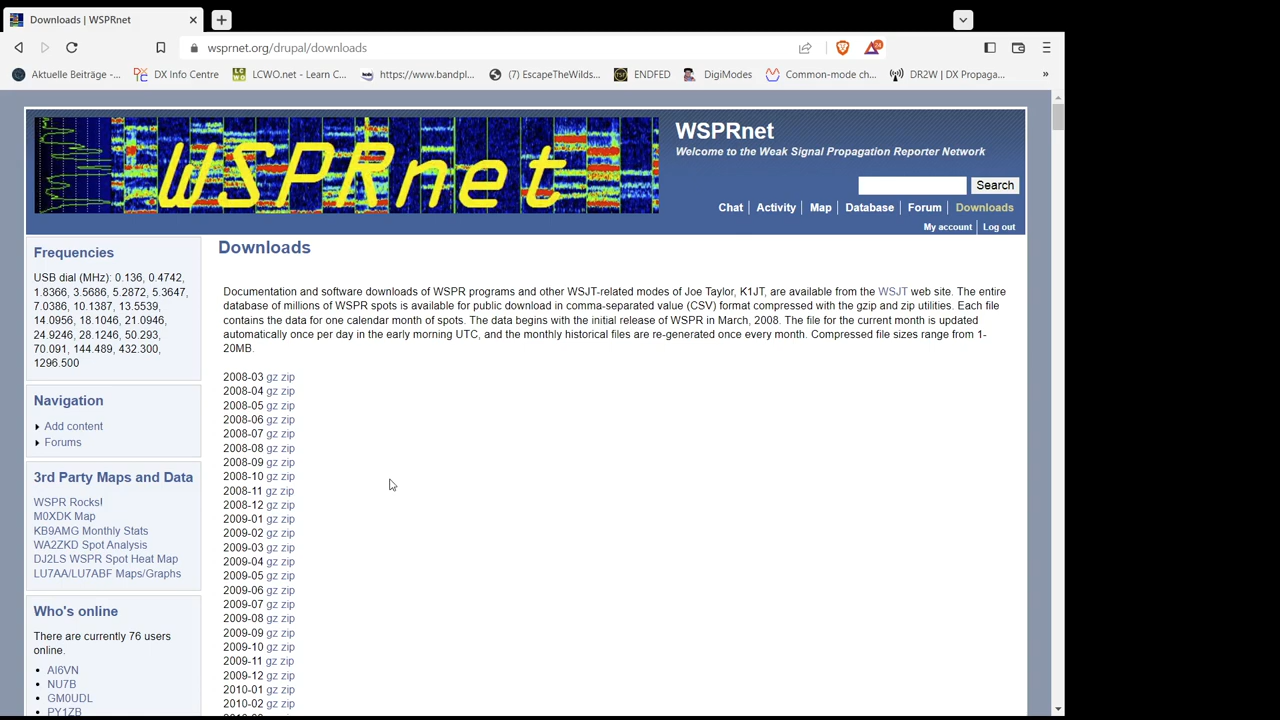 Downloads | WSPRnet
wsprnet.org/drupal/downloads
24
Aktuelle Beiträge -... DX Info Centre LCWO.net - Learn C... https://www.bandpl... (7) EscapeTheWilds... ENDFED DigiModes Common-mode ch... DR2W | DX Propaga... »
WSPRnet
WSPRnet
Welcome to the Weak Signal Propagation Reporter Network
Search
Chat Activity Map Database Forum Downloads
My account Log out
Frequencies
USB dial (MHz): 0.136, 0.4742,
1.8366, 3.5686, 5.2872, 5.3647,
7.0386, 10.1387, 13.5539,
14.0956, 18.1046, 21.0946,
24.9246, 28.1246, 50.293,
70.091, 144.489, 432.300,
1296.500
Navigation
Add content
Forums
3rd Party Maps and Data
WSPR Rocks!
M0XDK Map
KB9AMG Monthly Stats
WA2ZKD Spot Analysis
DJ2LS WSPR Spot Heat Map
LU7AA/LU7ABF Maps/Graphs
Who's online
There are currently 76 users
online.
AI6VN
NU7B
GM0UDL
PY1ZB
Downloads
Documentation and software downloads of WSPR programs and other WSJT-related modes of Joe Taylor, K1JT, are available from the WSJT web site. The entire
database of millions of WSPR spots is available for public download in comma-separated value (CSV) format compressed with the gzip and zip utilities. Each file
contains the data for one calendar month of spots. The data begins with the initial release of WSPR in March, 2008. The file for the current month is updated
automatically once per day in the early morning UTC, and the monthly historical files are re-generated once every month. Compressed file sizes range from 1-
20MB.
2008-03 gz zip
2008-04 gz zip
2008-05 gz zip
2008-06 gz zip
2008-07 gz zip
2008-08 gz zip
2008-09 gz zip
2008-10 gz zip
2008-11 gz zip
2008-12 gz zip
2009-01 gz zip
2009-02 gz zip
2009-03 gz zip
2009-04 gz zip
2009-05 gz zip
2009-06 gz zip
2009-07 gz zip
2009-08 gz zip
2009-09 gz zip
2009-10 gz zip
2009-11 gz zip
2009-12 gz zip
2010-01 gz zip
2010-02 gz zip